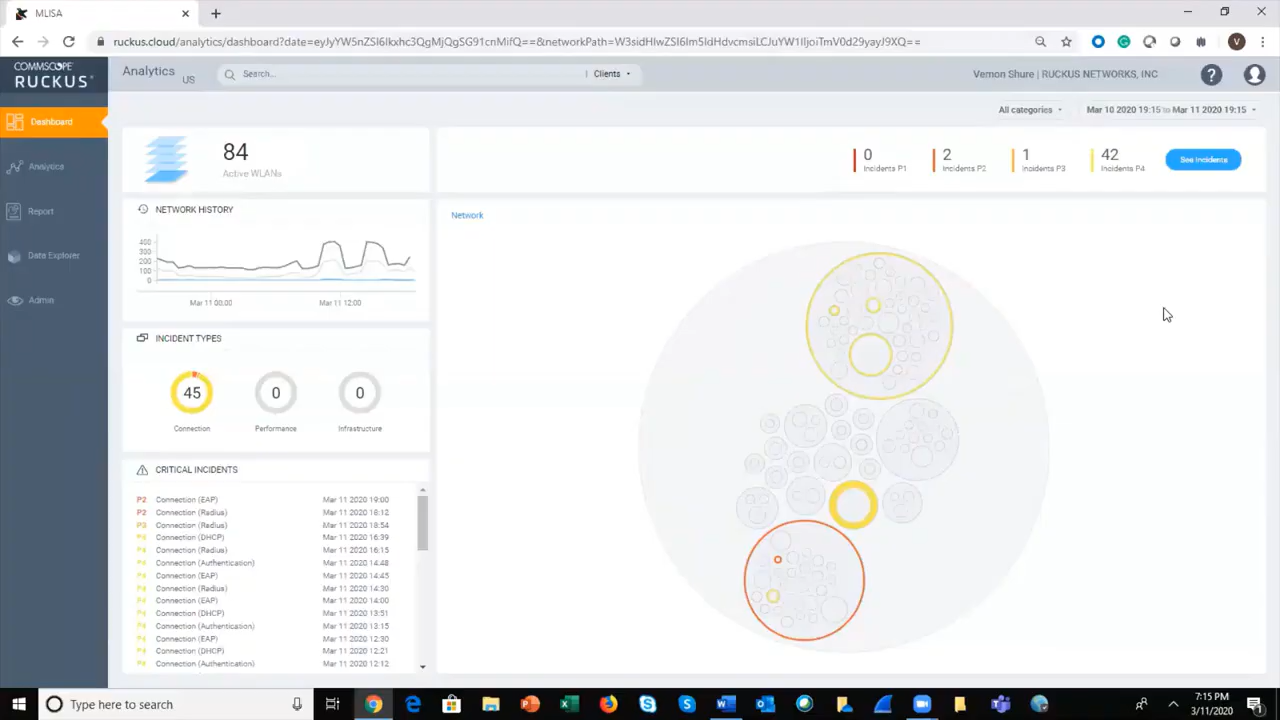 MLISA
ruckus.cloud/analytics/dashboard?date=eyJYW5nZSI6Ikxhc3QgMjQgSG91cnMifQ==&networkPath=W3sidHlwZSI6Im5ldHdvcmsiLCJuYW1lIjoiTmV0d29yayJ9XQ==
V
COMMSCOPE
RUCKUS
Analytics
US
Search...
Clients
Vernon Shure | RUCKUS NETWORKS, INC
?
Dashboard
All categories
Mar 10 2020 19:15 to Mar 11 2020 19:15
84
Active WLANs
0
Incidents P1
2
Incidents P2
1
Incidents P3
42
Incidents P4
See Incidents
Analytics
Report
Data Explorer
Admin
NETWORK HISTORY
400
300
200
100
0
Mar 11 00:00
Mar 11 12:00
Network
INCIDENT TYPES
45
Connection
0
Performance
0
Infrastructure
CRITICAL INCIDENTS
P2 Connection (EAP) Mar 11 2020 19:00
P2 Connection (Radius) Mar 11 2020 18:12
P3 Connection (Radius) Mar 11 2020 18:54
P4 Connection (DHCP) Mar 11 2020 16:39
P4 Connection (Radius) Mar 11 2020 16:15
P4 Connection (Authentication) Mar 11 2020 14:48
P4 Connection (EAP) Mar 11 2020 14:45
P4 Connection (Radius) Mar 11 2020 14:30
P4 Connection (EAP) Mar 11 2020 14:00
P4 Connection (DHCP) Mar 11 2020 13:51
P4 Connection (Authentication) Mar 11 2020 13:15
P4 Connection (EAP) Mar 11 2020 12:30
P4 Connection (DHCP) Mar 11 2020 12:21
P4 Connection (Authentication) Mar 11 2020 12:12
Type here to search
7:15 PM
3/11/2020